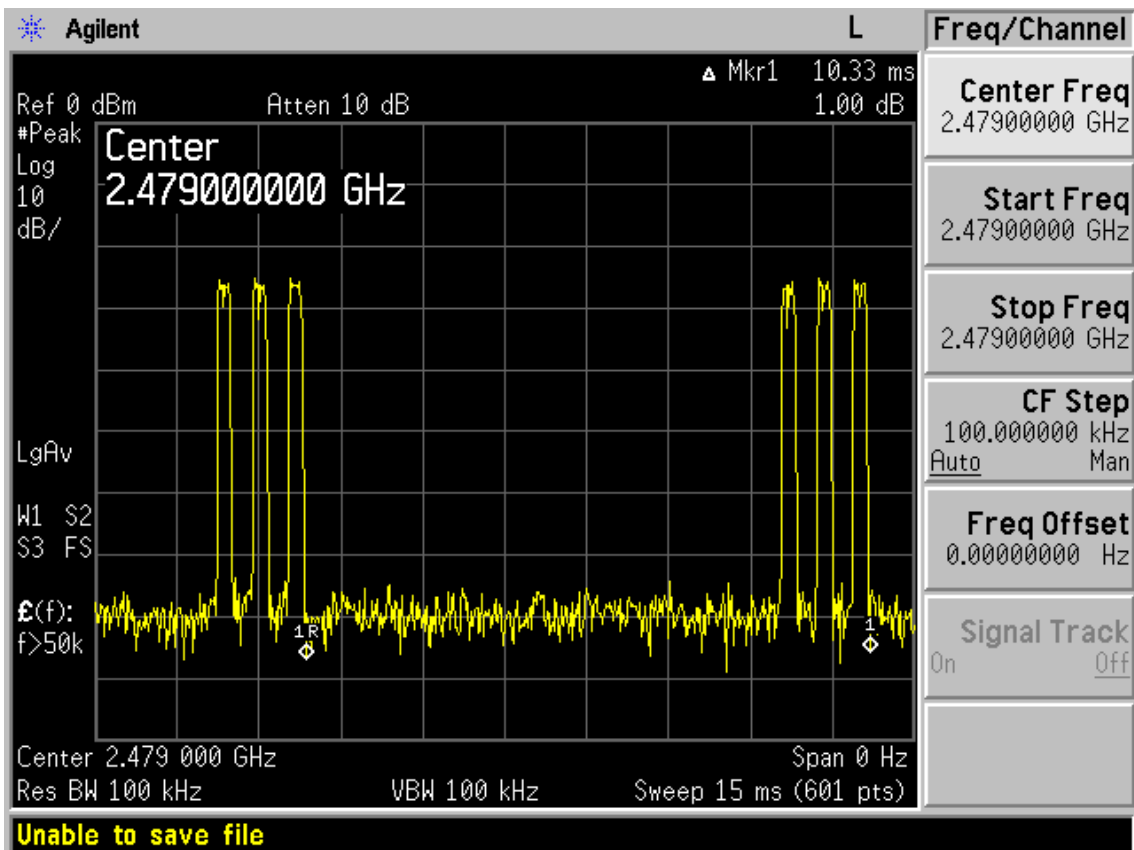 Agilent L Freq/Channel
Δ Mkr1 10.33 ms
Ref 0 dBm Atten 10 dB 1.00 dB
#Peak
Log
10
dB/
Center
2.479000000 GHz
LgAv
W1 S2
S3 FS
£(f):
f>50k
1R
1
Center 2.479 000 GHz Span 0 Hz
Res BW 100 kHz VBW 100 kHz Sweep 15 ms (601 pts)
Unable to save file
Center Freq
2.47900000 GHz
Start Freq
2.47900000 GHz
Stop Freq
2.47900000 GHz
CF Step
100.000000 kHz
Auto Man
Freq Offset
0.00000000 Hz
Signal Track
On Off